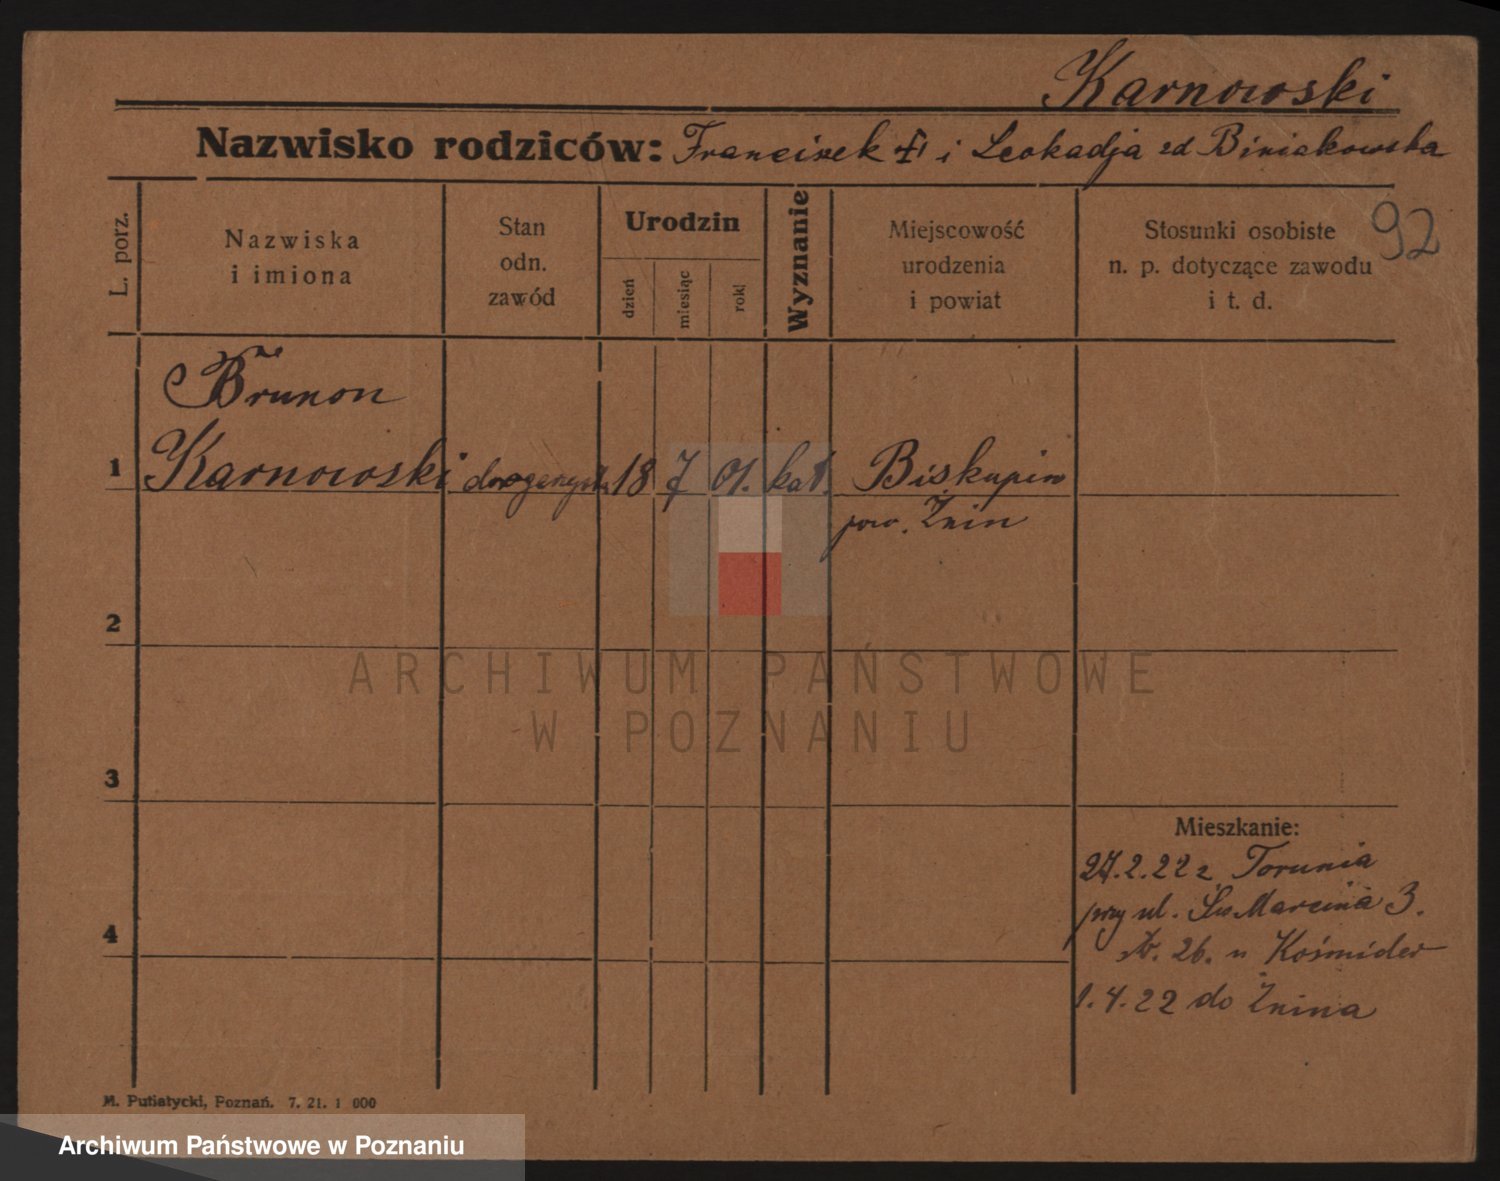 Karnowski
Nazwisko rodziców: Franciszek i Leokadja zd Biniakowska
92
L. porz.
Nazwiska
i imiona
Stan
odn.
zawód
Urodzin
dzień
miesiąc
rok
Wyznanie
Miejscowość
urodzenia
i powiat
Stosunki osobiste
n. p. dotyczące zawodu
i t. d.
Brunon
1 Karnowski drogerzysta 18 7 01. kat. Biskupin
pow. Żnin
2
ARCHIWUM PAŃSTWOWE
W POZNANIU
3
Mieszkanie:
27.2.22 z Torunia
przy ul. Św Marcina 3.
4
26. u Kośmider
1.4.22 do Żnina
M. Putiatycki, Poznań. 7. 21. 1 000
Archiwum Państwowe w Poznaniu